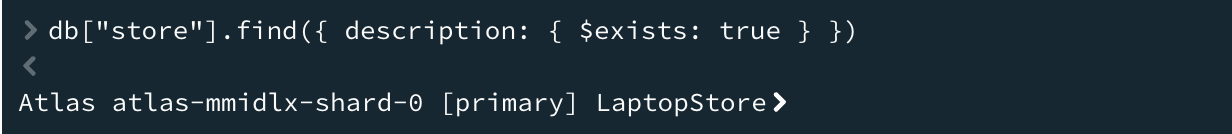 > db["store"].find({ description: { $exists: true } })
<
Atlas atlas-mmidlx-shard-0 [primary] LaptopStore>